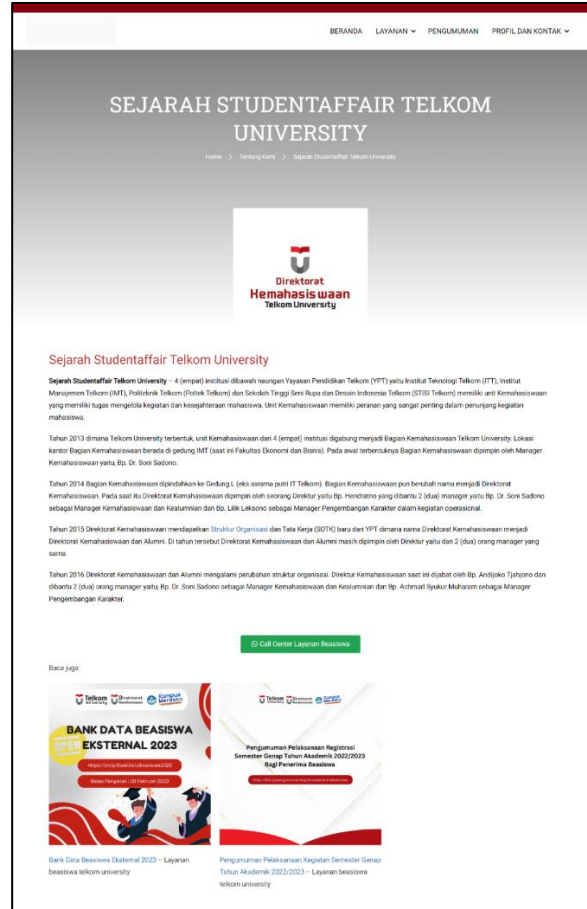 BERANDA LAYANAN PENGUMUMAN PROFIL DAN KONTAK
SEJARAH STUDENTAFFAIR TELKOM
UNIVERSITY
Home > Tentang Kami > Sejarah Studentaffair Telkom University
Direktorat
Kemahasiswaan
Telkom University
Sejarah Studentaffair Telkom University
Sejarah Studentaffair Telkom University – 4 (empat) institusi dibawah naungan Yayasan Pendidikan Telkom (YPT) yaitu Institut Teknologi Telkom (ITT), Institut
Manajemen Telkom (IMT), Politeknik Telkom (Poltek Telkom) dan Sekolah Tinggi Seni Rupa dan Desain Indonesia Telkom (STISI Telkom) memiliki unit Kemahasiswaan
yang memiliki tugas mengelola kegiatan dan kesejahteraan mahasiswa. Unit Kemahasiswaan memiliki peranan yang sangat penting dalam penunjang kegiatan
mahasiswa.
Tahun 2013 dimana Telkom University terbentuk, unit Kemahasiswaan dari 4 (empat) institusi digabung menjadi Bagian Kemahasiswaan Telkom University. Lokasi
kantor Bagian Kemahasiswaan berada di gedung IMT (saat ini Fakultas Ekonomi dan Bisnis). Pada awal terbentuknya Bagian Kemahasiswaan dipimpin oleh Manager
Kemahasiswaan yaitu, Bp. Dr. Soni Sadono.
Tahun 2014 Bagian Kemahasiswaan dipindahkan ke Gedung L (eks asrama putri IT Telkom). Bagian Kemahasiswaan pun berubah nama menjadi Direktorat
Kemahasiswaan. Pada saat itu Direktorat Kemahasiswaan dipimpin oleh seorang Direktur yaitu Bp. Hendratno yang dibantu 2 (dua) manager yaitu Bp. Dr. Soni Sadono
sebagai Manager Kemahasiswaan dan Kealumnian dan Bp. Lilik Leksono sebagai Manager Pengembangan Karakter dalam kegiatan operasional.
Tahun 2015 Direktorat Kemahasiswaan mendapatkan Struktur Organisasi dan Tata Kerja (SOTK) baru dari YPT dimana nama Direktorat Kemahasiswaan menjadi
Direktorat Kemahasiswaan dan Alumni. Di tahun tersebut Direktorat Kemahasiswaan dan Alumni masih dipimpin oleh Direktur yaitu dan 2 (dua) orang manager yang
sama.
Tahun 2016 Direktorat Kemahasiswaan dan Alumni mengalami perubahan struktur organisasi. Direktur Kemahasiswaan saat ini dijabat oleh Bp. Andijoko Tjahjono dan
dibantu 2 (dua) orang manager yaitu, Bp. Dr. Soni Sadono sebagai Manager Kemahasiswaan dan Kealumnian dan Bp. Achmad Syukur Muharam sebagai Manager
Pengembangan Karakter.
Call Center Layanan Beasiswa
Baca juga:
Telkom University Direktorat Kemahasiswaan Kampus Merdeka
BANK DATA BEASISWA
OPEN EKSTERNAL 2023
Batas Pengisian : 28 Februari 2023
Telkom University Direktorat Kemahasiswaan Kampus Merdeka
Pengumuman Pelaksanaan Registrasi
Semester Genap Tahun Akademik 2022/2023
Bagi Penerima Beasiswa
Bank Data Beasiswa Eksternal 2023 – Layanan
beasiswa telkom university
Pengumuman Pelaksanaan Kegiatan Semester Genap
Tahun Akademik 2022/2023 – Layanan beasiswa
telkom university